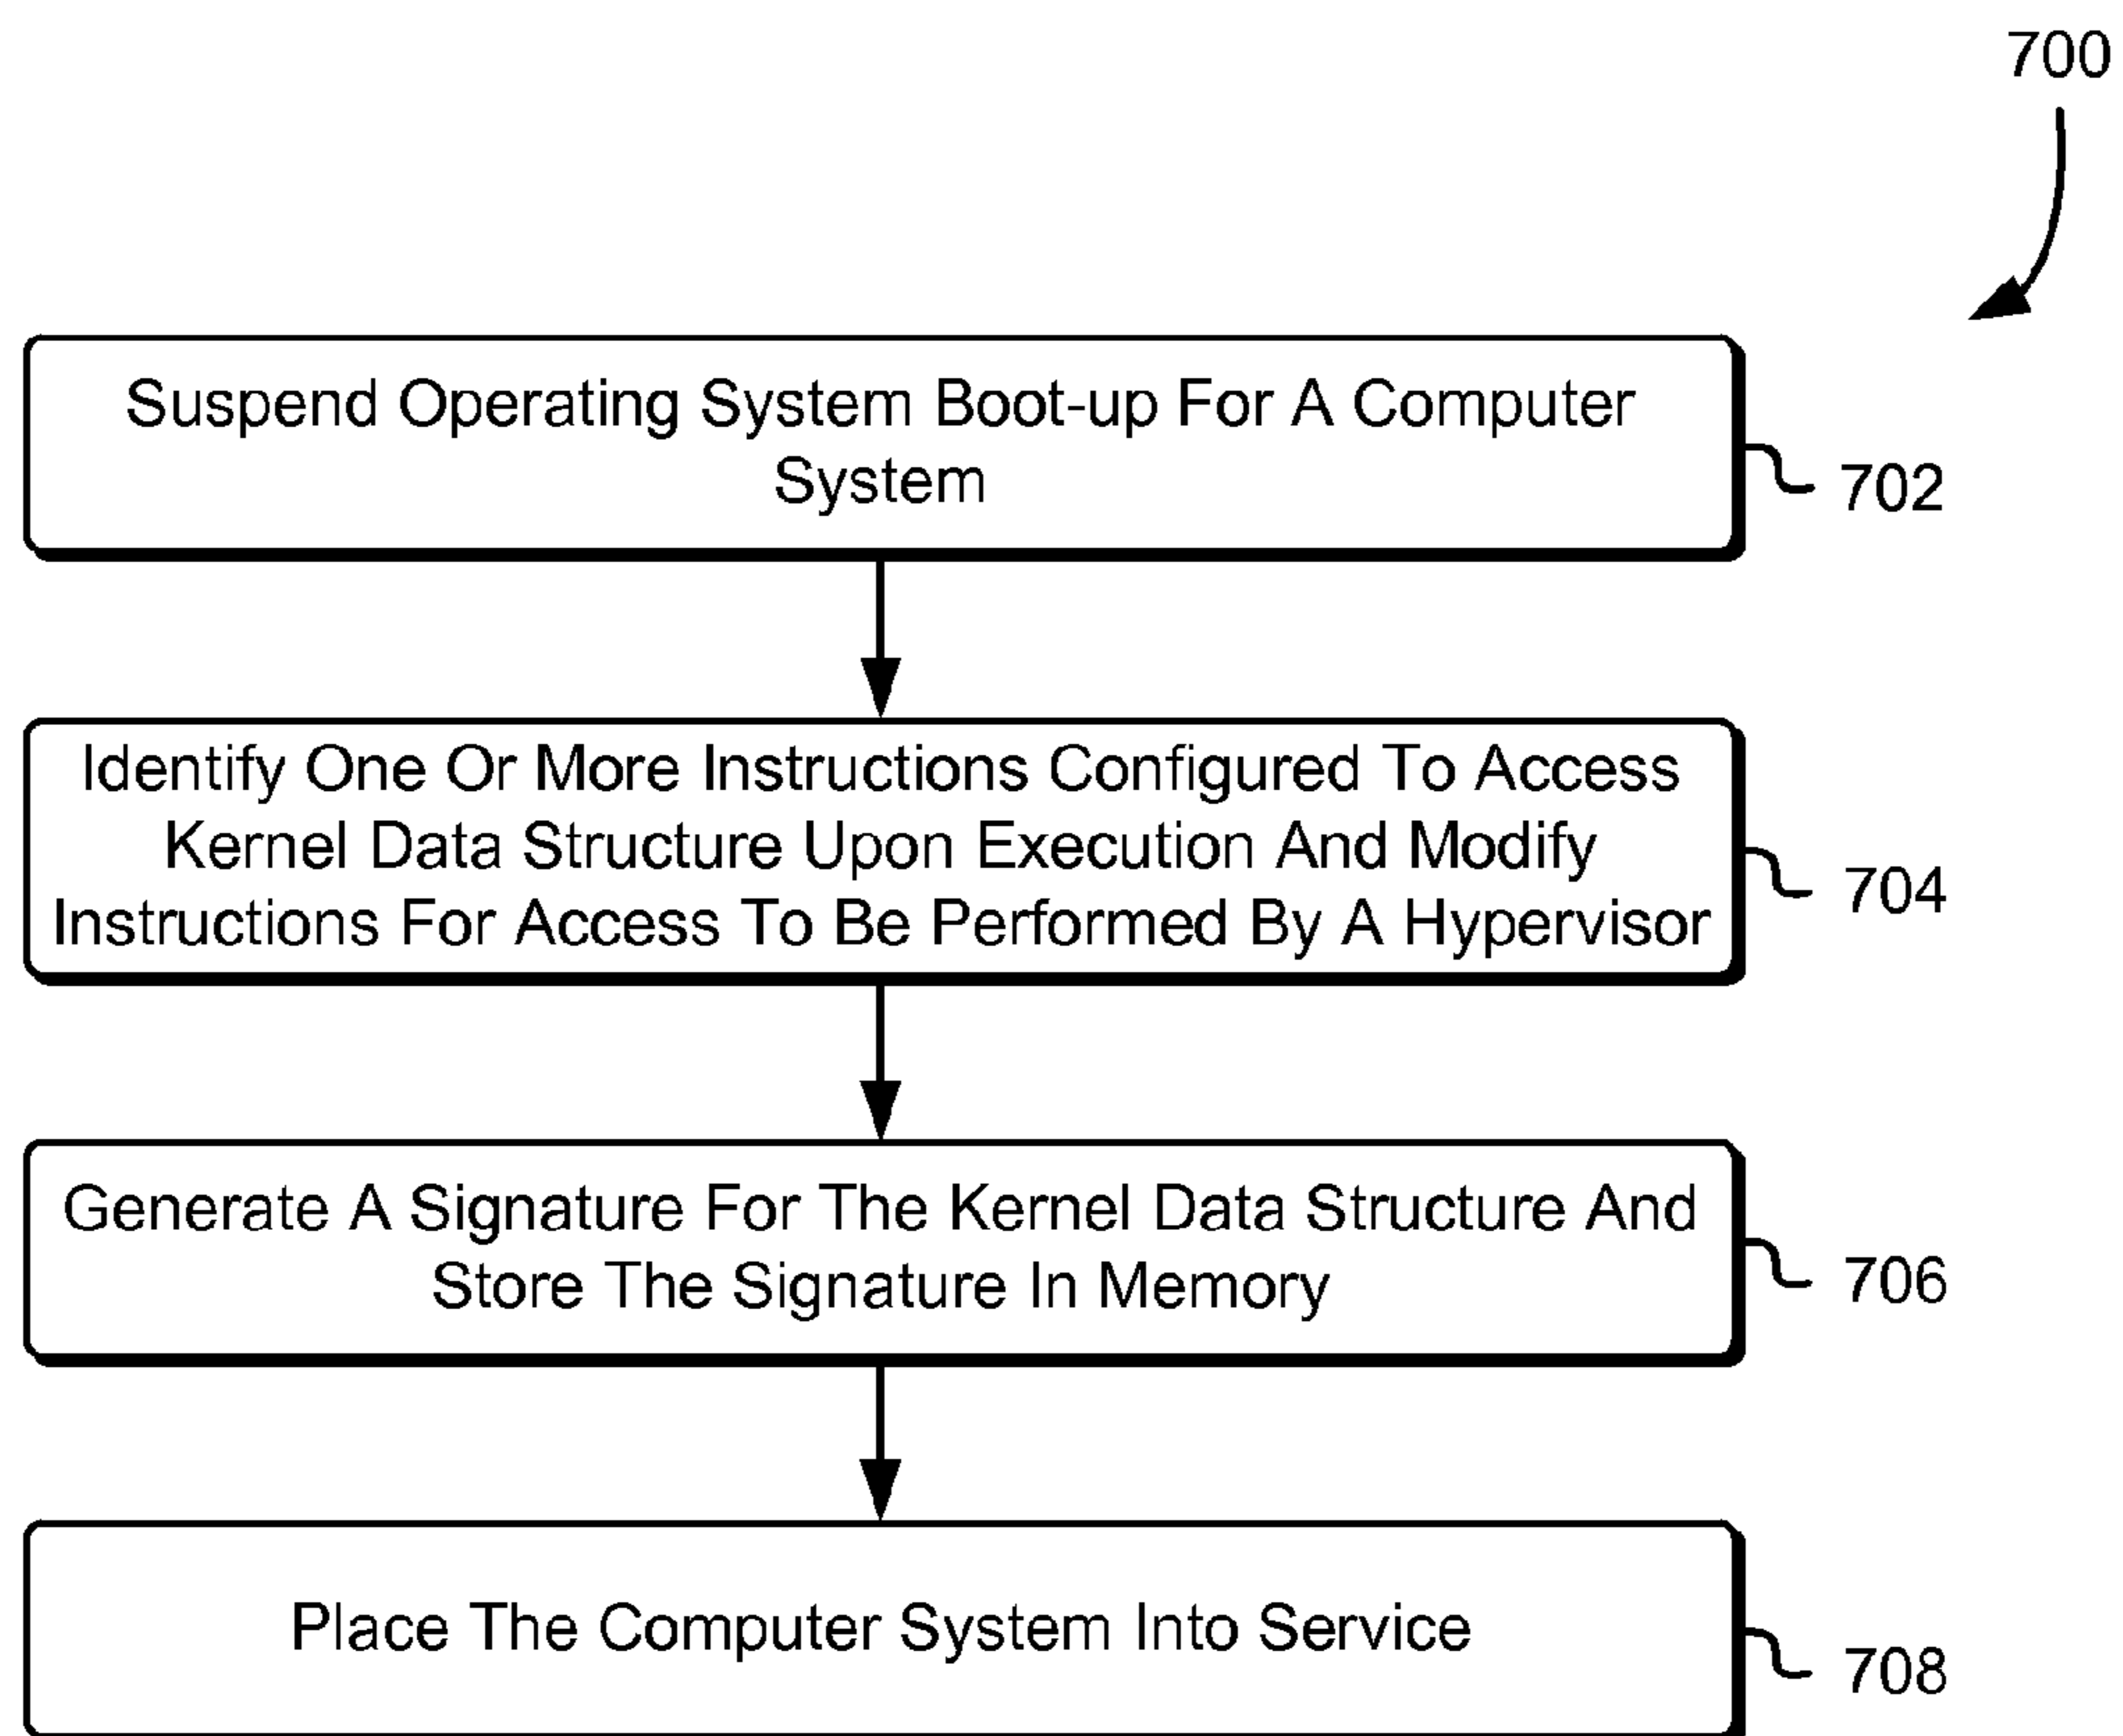 700
Suspend Operating System Boot-up For A Computer
System
702
Identify One Or More Instructions Configured To Access
Kernel Data Structure Upon Execution And Modify
Instructions For Access To Be Performed By A Hypervisor
704
Generate A Signature For The Kernel Data Structure And
Store The Signature In Memory
706
Place The Computer System Into Service
708